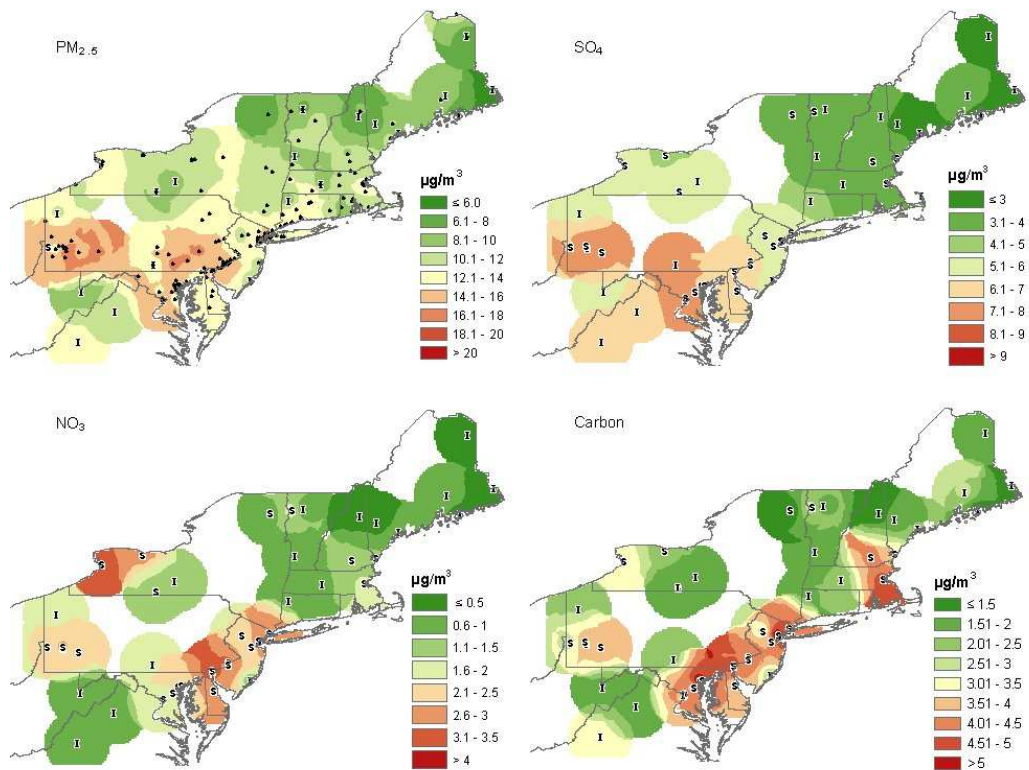 PM2.5
µg/m3
≤ 6.0
6.1 - 8
8.1 - 10
10.1 - 12
12.1 - 14
14.1 - 16
16.1 - 18
18.1 - 20
> 20
SO4
µg/m3
≤ 3
3.1 - 4
4.1 - 5
5.1 - 6
6.1 - 7
7.1 - 8
8.1 - 9
> 9
NO3
µg/m3
≤ 0.5
0.6 - 1
1.1 - 1.5
1.6 - 2
2.1 - 2.5
2.6 - 3
3.1 - 3.5
> 4
Carbon
µg/m3
≤ 1.5
1.51 - 2
2.01 - 2.5
2.51 - 3
3.01 - 3.5
3.51 - 4
4.01 - 4.5
4.51 - 5
>5